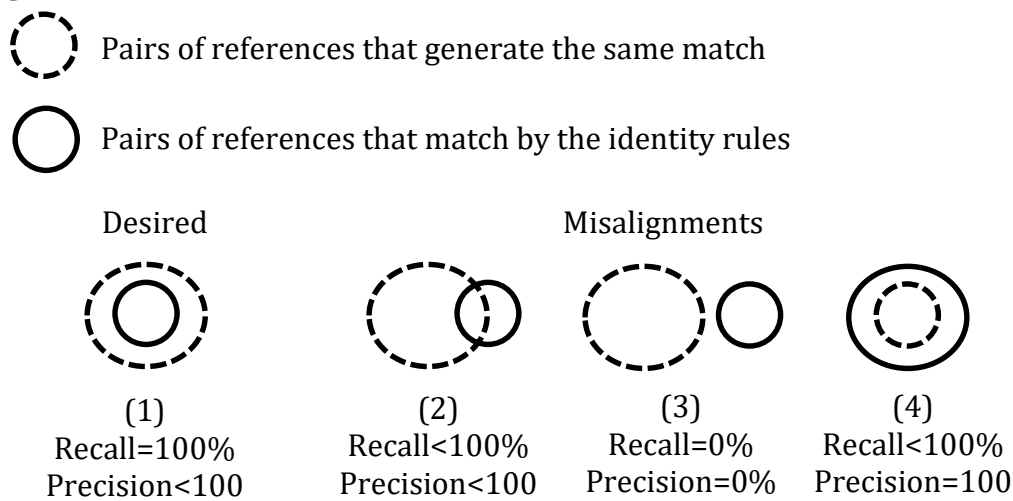 Pairs of references that generate the same match
Pairs of references that match by the identity rules
Desired
Misalignments
(1)
Recall=100%
Precision<100
(2)
Recall<100%
Precision<100
(3)
Recall=0%
Precision=0%
(4)
Recall<100%
Precision=100